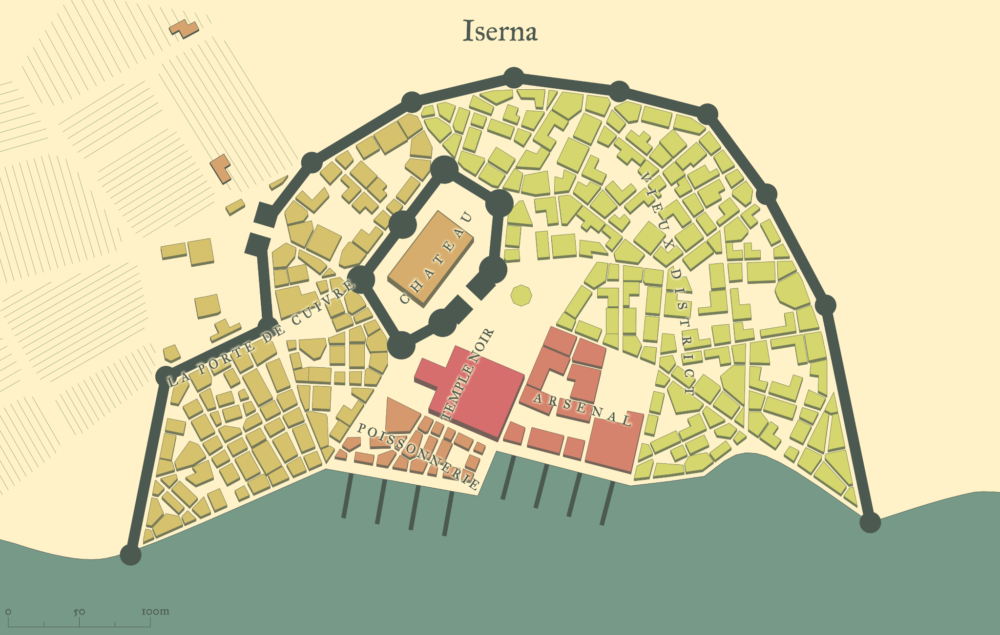 Iserna
VIEUX DISTRICT
CHATEAU
LA PORTE DE CUIVRE
TEMPLE NOIR
ARSENAL
POISSONNERIE
0 50 100m